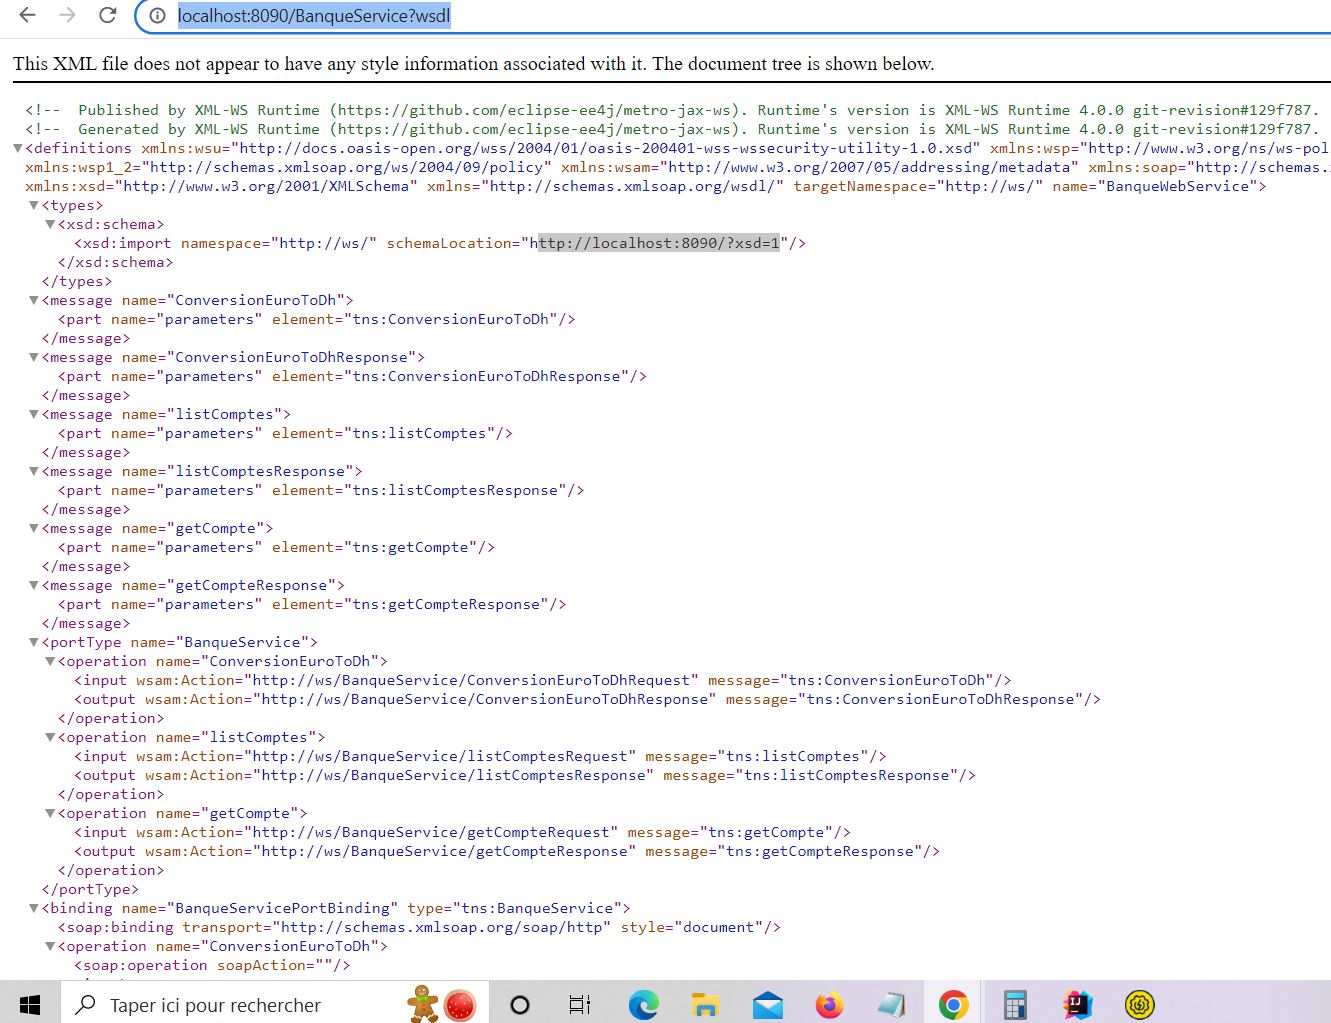 localhost:8090/BanqueService?wsdl
This XML file does not appear to have any style information associated with it. The document tree is shown below.
<!-- Published by XML-WS Runtime (https://github.com/eclipse-ee4j/metro-jax-ws). Runtime's version is XML-WS Runtime 4.0.0 git-revision#129f787.
<!-- Generated by XML-WS Runtime (https://github.com/eclipse-ee4j/metro-jax-ws). Runtime's version is XML-WS Runtime 4.0.0 git-revision#129f787.
<definitions xmlns:wsu="http://docs.oasis-open.org/wss/2004/01/oasis-200401-wss-wssecurity-utility-1.0.xsd" xmlns:wsp="http://www.w3.org/ns/ws-pol
xmlns:wsp1_2="http://schemas.xmlsoap.org/ws/2004/09/policy" xmlns:wsam="http://www.w3.org/2007/05/addressing/metadata" xmlns:soap="http://schemas.
xmlns:xsd="http://www.w3.org/2001/XMLSchema" xmlns="http://schemas.xmlsoap.org/wsdl/" targetNamespace="http://ws/" name="BanqueWebService">
<types>
<xsd:schema>
<xsd:import namespace="http://ws/" schemaLocation="http://localhost:8090/?xsd=1"/>
</xsd:schema>
</types>
<message name="ConversionEuroToDh">
<part name="parameters" element="tns:ConversionEuroToDh"/>
</message>
<message name="ConversionEuroToDhResponse">
<part name="parameters" element="tns:ConversionEuroToDhResponse"/>
</message>
<message name="listComptes">
<part name="parameters" element="tns:listComptes"/>
</message>
<message name="listComptesResponse">
<part name="parameters" element="tns:listComptesResponse"/>
</message>
<message name="getCompte">
<part name="parameters" element="tns:getCompte"/>
</message>
<message name="getCompteResponse">
<part name="parameters" element="tns:getCompteResponse"/>
</message>
<portType name="BanqueService">
<operation name="ConversionEuroToDh">
<input wsam:Action="http://ws/BanqueService/ConversionEuroToDhRequest" message="tns:ConversionEuroToDh"/>
<output wsam:Action="http://ws/BanqueService/ConversionEuroToDhResponse" message="tns:ConversionEuroToDhResponse"/>
</operation>
<operation name="listComptes">
<input wsam:Action="http://ws/BanqueService/listComptesRequest" message="tns:listComptes"/>
<output wsam:Action="http://ws/BanqueService/listComptesResponse" message="tns:listComptesResponse"/>
</operation>
<operation name="getCompte">
<input wsam:Action="http://ws/BanqueService/getCompteRequest" message="tns:getCompte"/>
<output wsam:Action="http://ws/BanqueService/getCompteResponse" message="tns:getCompteResponse"/>
</operation>
</portType>
<binding name="BanqueServicePortBinding" type="tns:BanqueService">
<soap:binding transport="http://schemas.xmlsoap.org/soap/http" style="document"/>
<operation name="ConversionEuroToDh">
<soap:operation soapAction=""/>
Taper ici pour rechercher